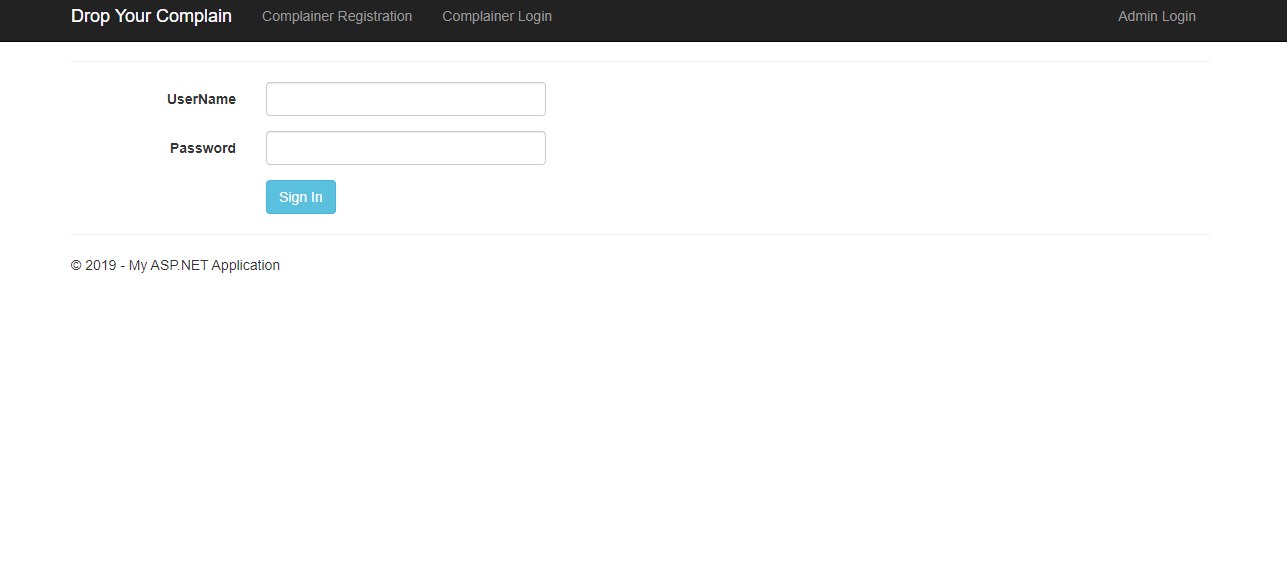 Drop Your Complain Complainer Registration Complainer Login Admin Login
UserName
Password
Sign In
© 2019 - My ASP.NET Application